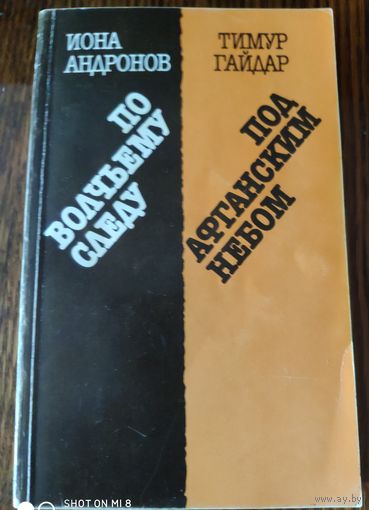 ИОНА
АНДРОНОВ
ПО
ВОЛЧЬЕМУ
СЛЕДУ
ТИМУР
ГАЙДАР
ПОД
АФГАНСКИМ
НЕБОМ
SHOT ON MI 8
www.ay.by